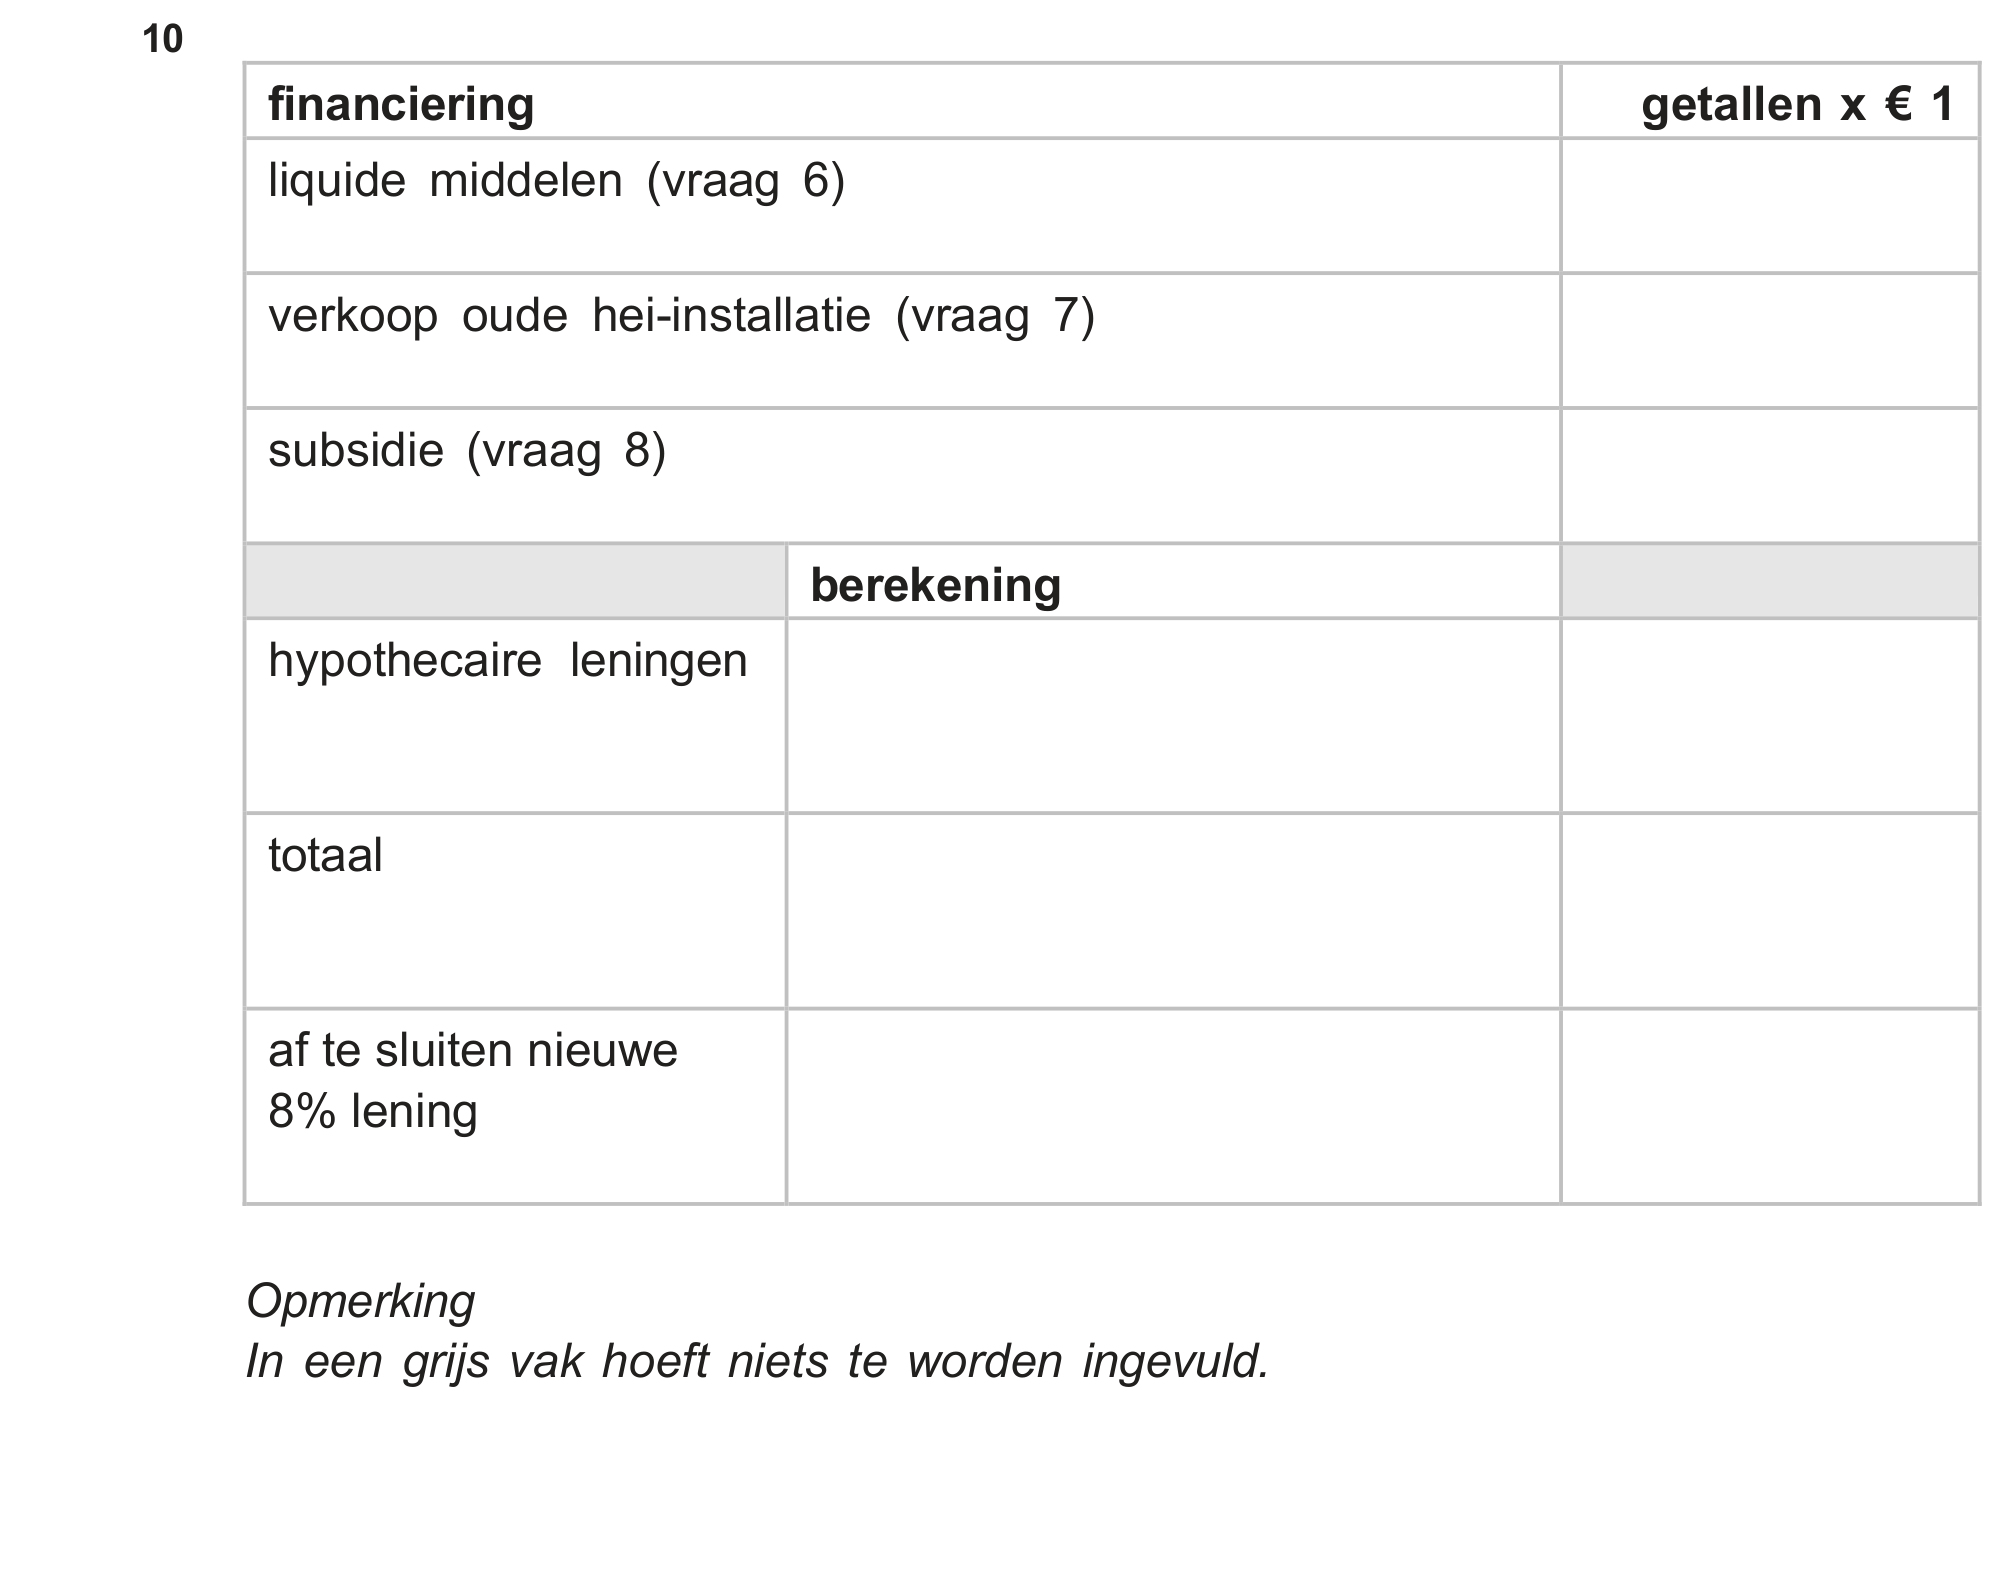 10
financiering getallen x € 1
liquide middelen (vraag 6)
verkoop oude hei-installatie (vraag 7)
subsidie (vraag 8)
berekening
hypothecaire leningen
totaal
af te sluiten nieuwe
8% lening
Opmerking
In een grijs vak hoeft niets te worden ingevuld.